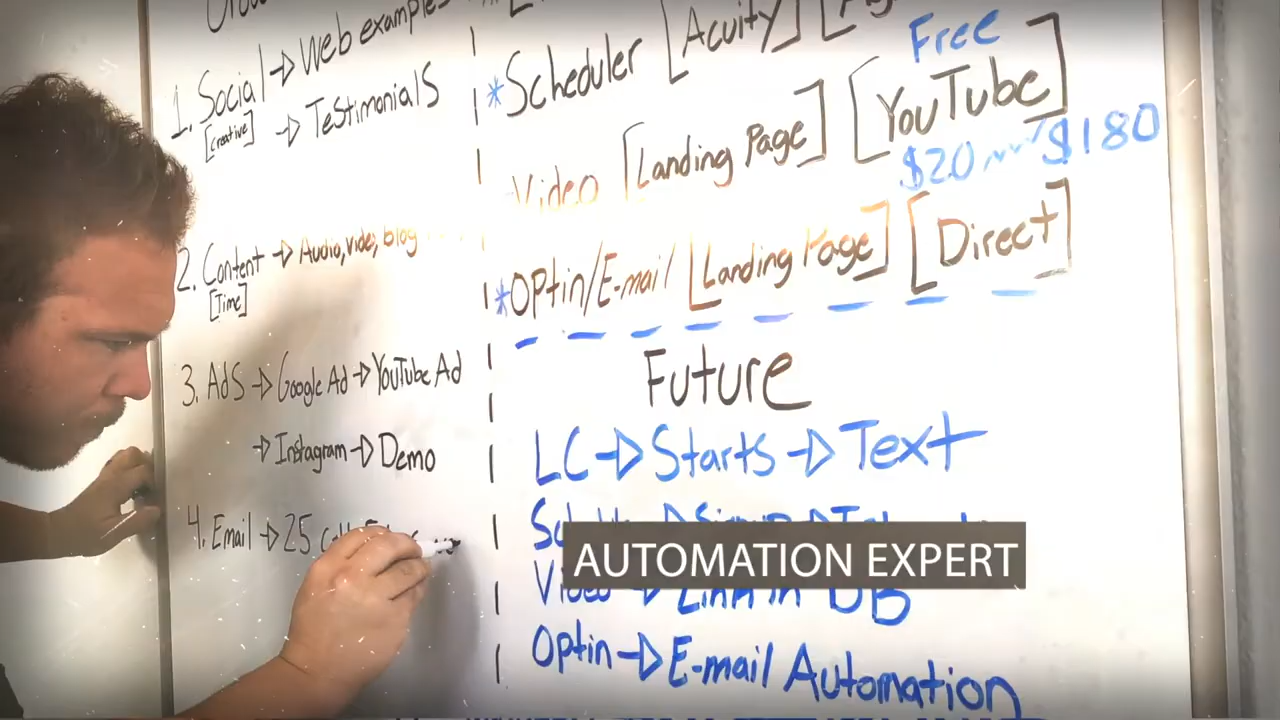 1. Social → Web examples
[creative] → Testimonials
2. Content → Audio, video, blog
[Time]
3. Ads → Google Ad → YouTube Ad
→ Instagram → Demo
4. Email → 25
*Scheduler [Acuity]
Free
Video [Landing Page] [YouTube]
$20 $180
*Optin/E-mail [Landing Page] [Direct]
Future
LC → Starts → Text
Video → Link in DB
Optin → E-mail Automation
AUTOMATION EXPERT